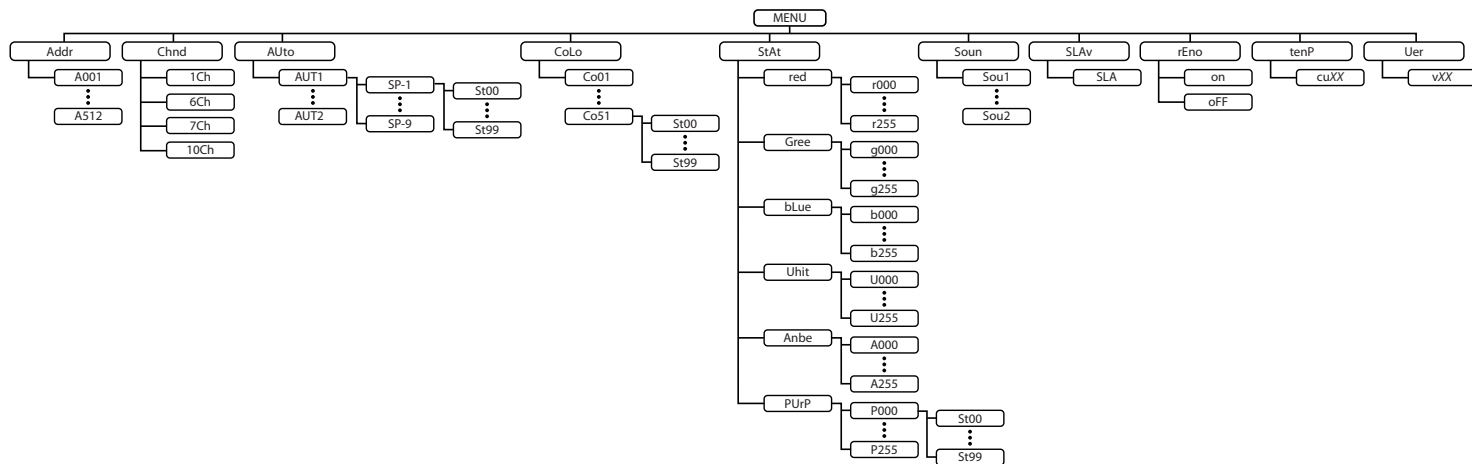 MENU
Addr
Chnd
AUto
CoLo
StAt
Soun
SLAv
rEno
tenP
Uer
A001
A512
1Ch
6Ch
7Ch
10Ch
AUT1
AUT2
SP-1
SP-9
St00
St99
Co01
Co51
St00
St99
red
r000
r255
Gree
g000
g255
bLue
b000
b255
Uhit
U000
U255
Anbe
A000
A255
PUrP
P000
P255
St00
St99
Sou1
Sou2
SLA
on
oFF
cuXX
vXX